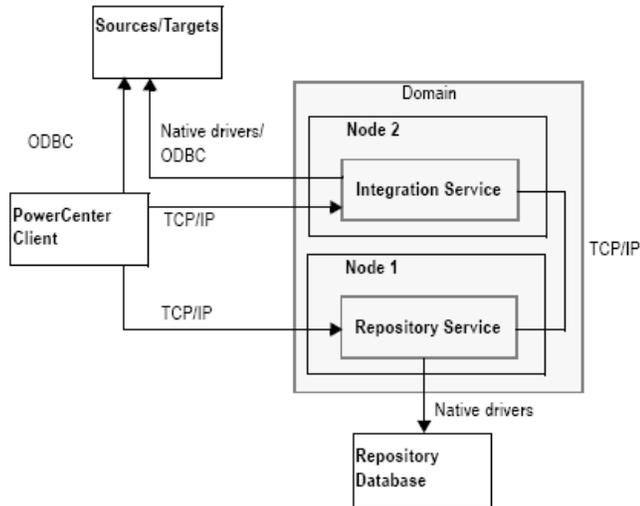 Sources/Targets
Domain
Node 2
Native drivers/
ODBC
ODBC
Integration Service
PowerCenter
Client
TCP/IP
TCP/IP
Node 1
TCP/IP
Repository Service
Native drivers
Repository
Database